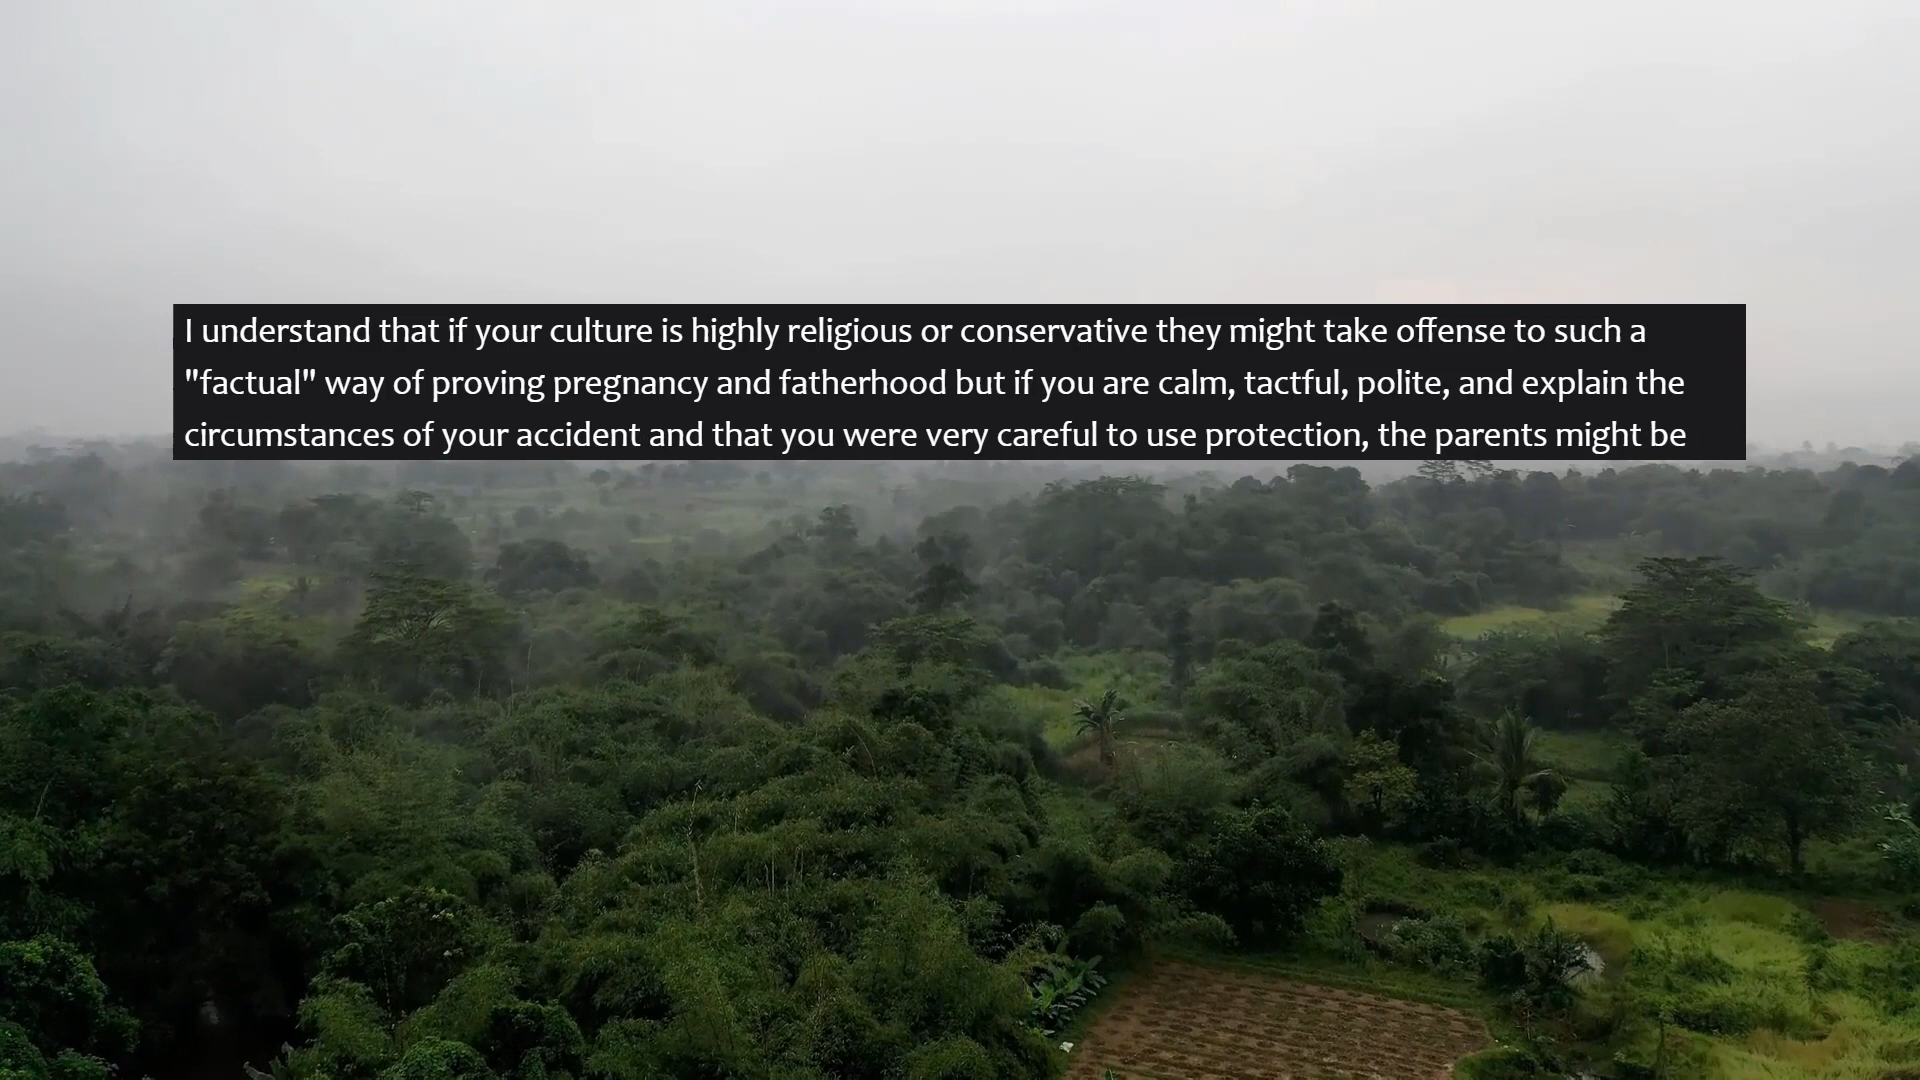 I understand that if your culture is highly religious or conservative they might take offense to such a
"factual" way of proving pregnancy and fatherhood but if you are calm, tactful, polite, and explain the
circumstances of your accident and that you were very careful to use protection, the parents might be